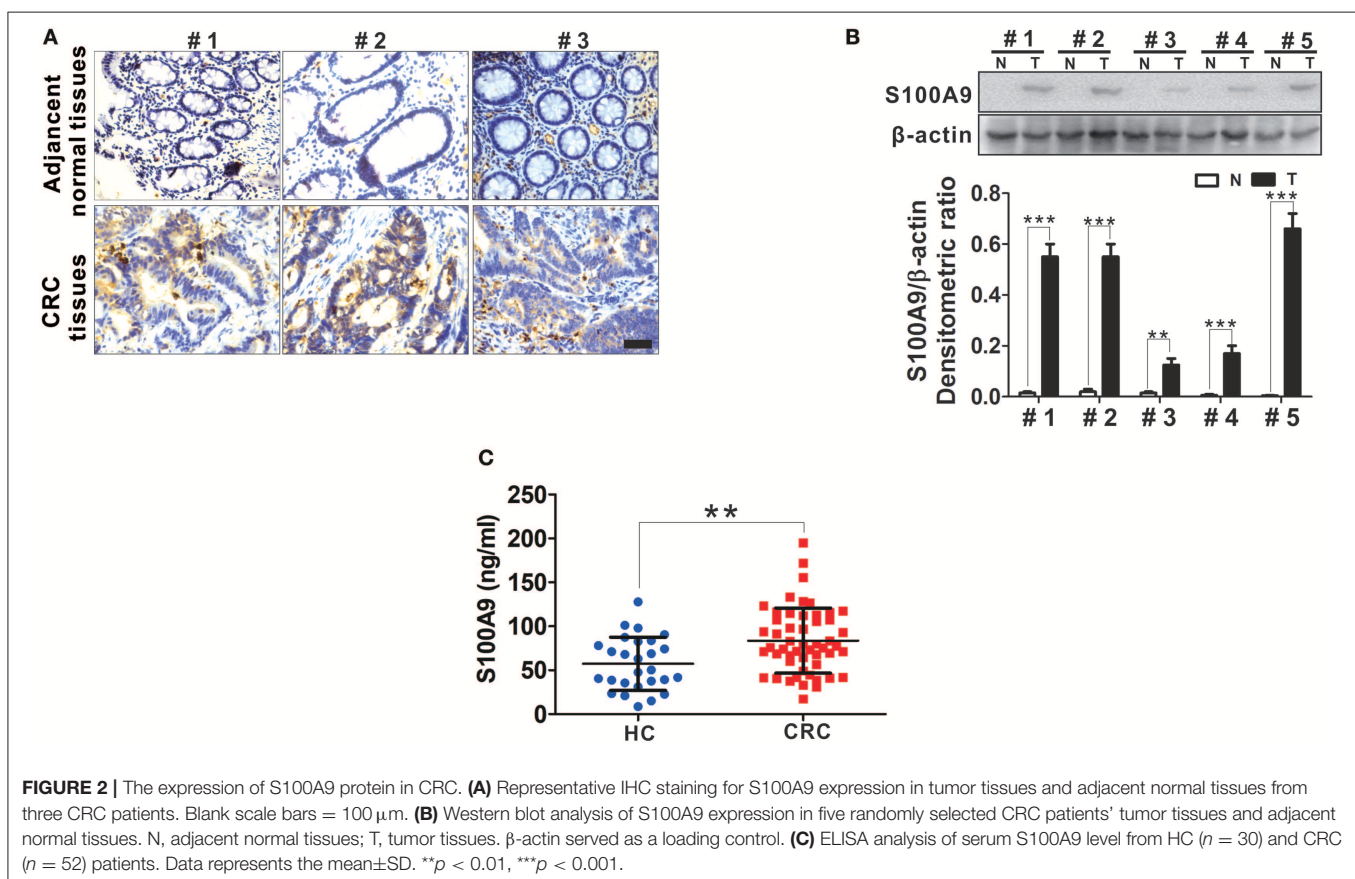 A
# 1 # 2 # 3
Adjancent
normal tissues
CRC
tissues
B
# 1 # 2 # 3 # 4 # 5
N T N T N T N T N T
S100A9
β-actin
N T
S100A9/β-actin
Densitometric ratio
0.8
0.6
0.4
0.2
0.0
*** *** ** *** ***
# 1 # 2 # 3 # 4 # 5
C
S100A9 (ng/ml)
250
200
150
100
50
0
**
HC CRC
FIGURE 2 | The expression of S100A9 protein in CRC. (A) Representative IHC staining for S100A9 expression in tumor tissues and adjacent normal tissues from
three CRC patients. Blank scale bars = 100 μm. (B) Western blot analysis of S100A9 expression in five randomly selected CRC patients' tumor tissues and adjacent
normal tissues. N, adjacent normal tissues; T, tumor tissues. β-actin served as a loading control. (C) ELISA analysis of serum S100A9 level from HC (n = 30) and CRC
(n = 52) patients. Data represents the mean±SD. **p < 0.01, ***p < 0.001.